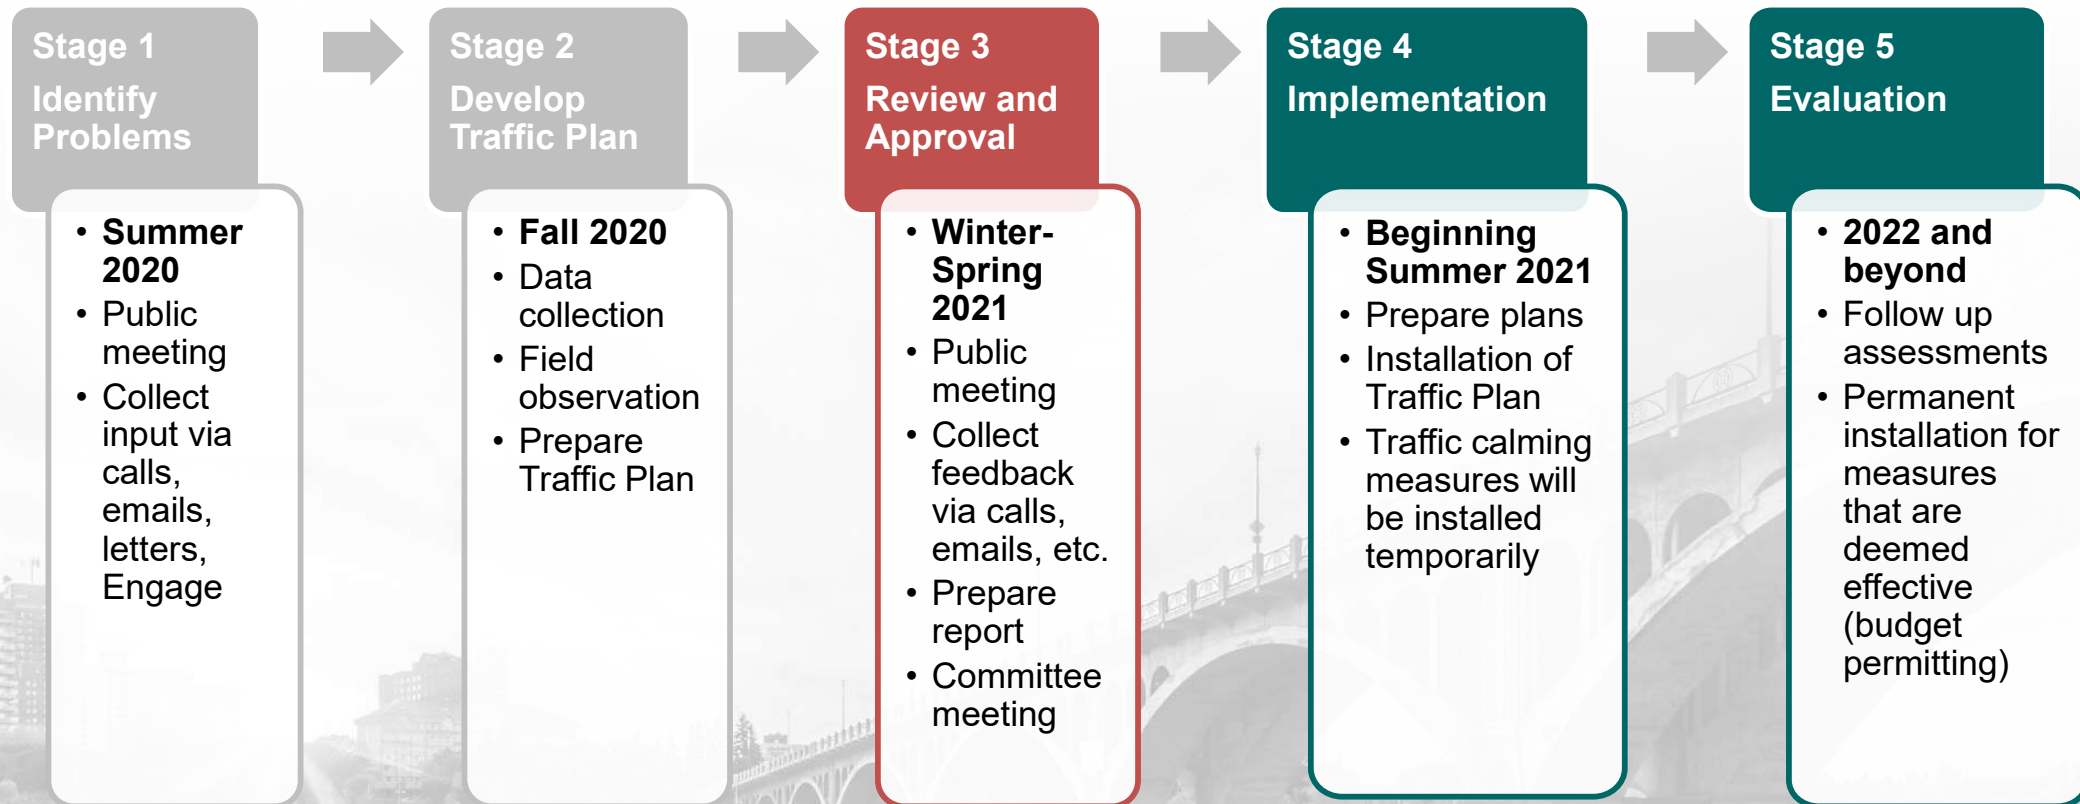 Stage 1
Identify
Problems
• Summer
2020
• Public
meeting
• Collect
input via
calls,
emails,
letters,
Engage
Stage 2
Develop
Traffic Plan
• Fall 2020
• Data
collection
• Field
observation
• Prepare
Traffic Plan
Stage 3
Review and
Approval
• Winter-
Spring
2021
• Public
meeting
• Collect
feedback
via calls,
emails, etc.
• Prepare
report
• Committee
meeting
Stage 4
Implementation
• Beginning
Summer 2021
• Prepare plans
• Installation of
Traffic Plan
• Traffic calming
measures will
be installed
temporarily
Stage 5
Evaluation
• 2022 and
beyond
• Follow up
assessments
• Permanent
installation for
measures
that are
deemed
effective
(budget
permitting)